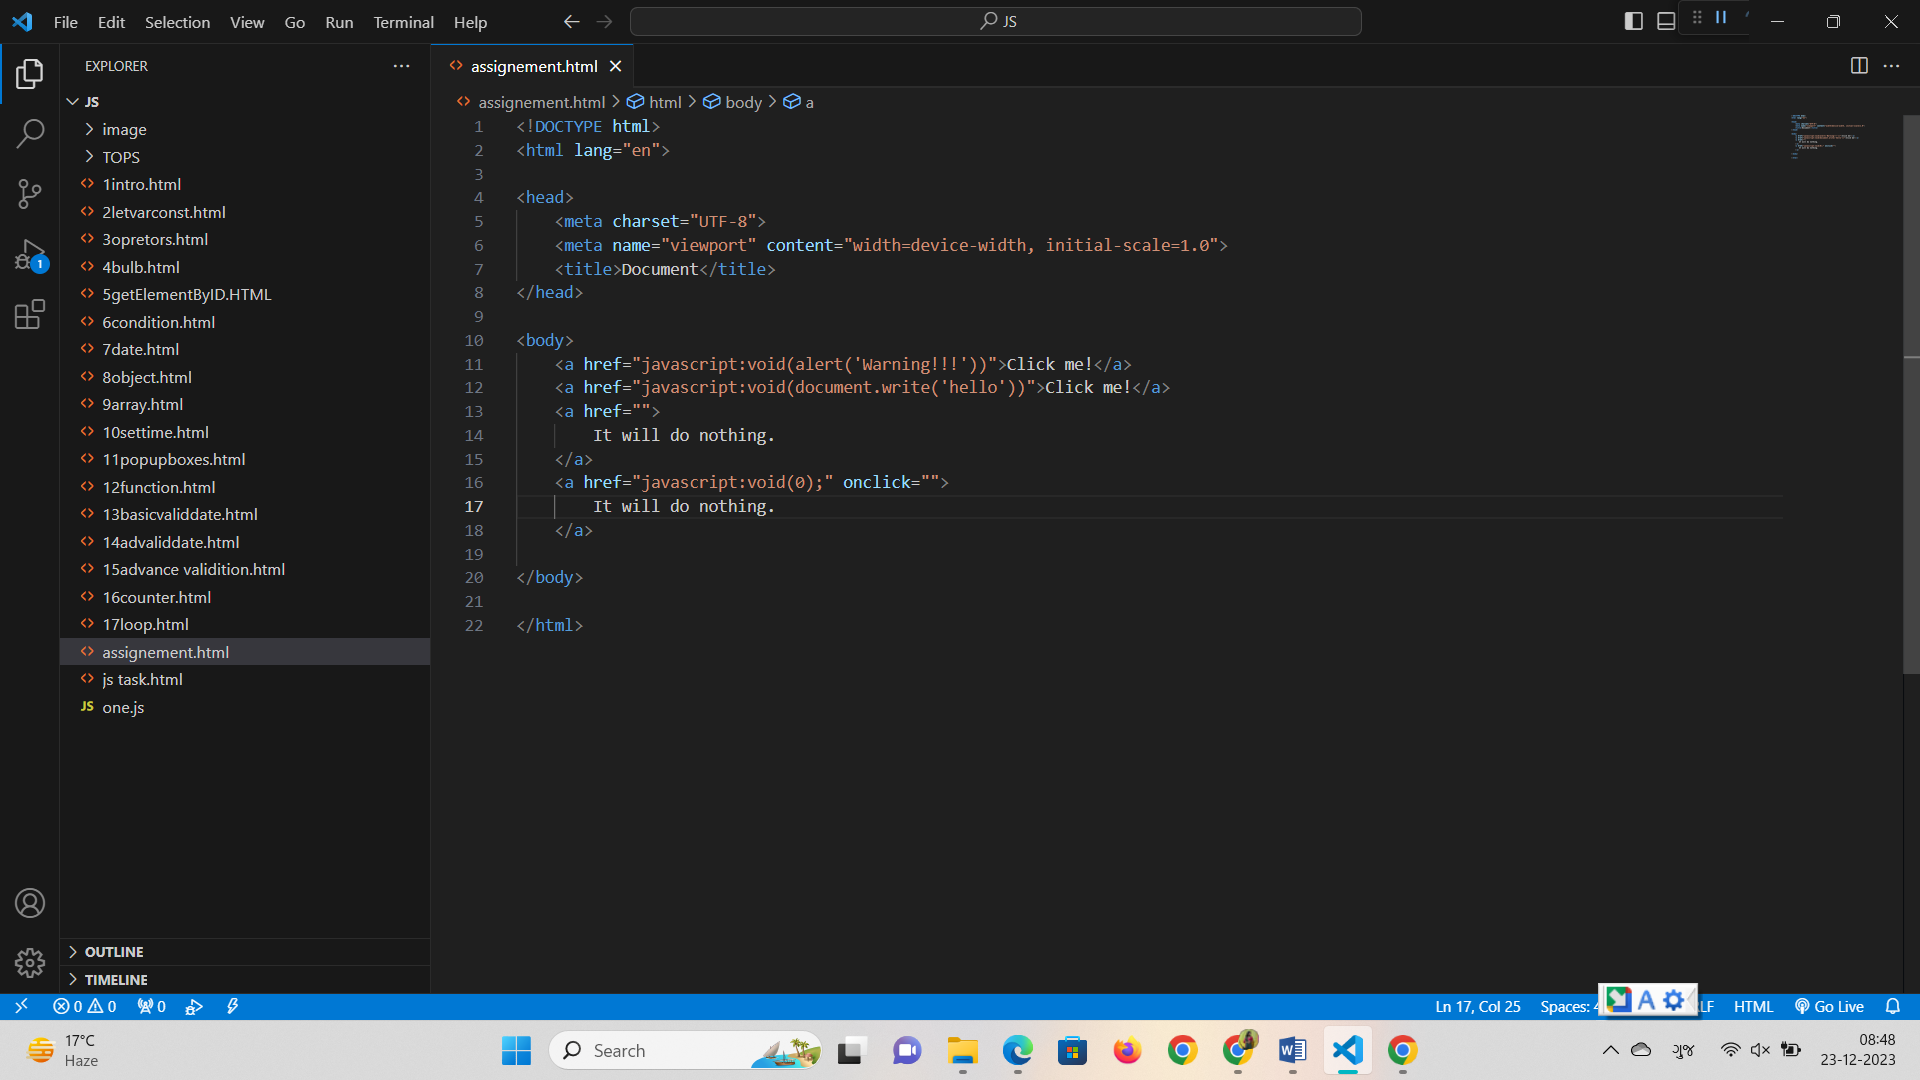 File Edit Selection View Go Run Terminal Help
JS
EXPLORER
JS
image
TOPS
1intro.html
2letvarconst.html
3opretors.html
4bulb.html
5getElementByID.HTML
6condition.html
7date.html
8object.html
9array.html
10settime.html
11popupboxes.html
12function.html
13basicvaliddate.html
14advaliddate.html
15advance validition.html
16counter.html
17loop.html
assignement.html
js task.html
JS one.js
OUTLINE
TIMELINE
1
assignement.html
assignement.html > html > body > a
1 <!DOCTYPE html>
2 <html lang="en">
3
4 <head>
5 <meta charset="UTF-8">
6 <meta name="viewport" content="width=device-width, initial-scale=1.0">
7 <title>Document</title>
8 </head>
9
10 <body>
11 <a href="javascript:void(alert('Warning!!!'))">Click me!</a>
12 <a href="javascript:void(document.write('hello'))">Click me!</a>
13 <a href="">
14 It will do nothing.
15 </a>
16 <a href="javascript:void(0);" onclick="">
17 It will do nothing.
18 </a>
19
20 </body>
21
22 </html>
0 0 0
Ln 17, Col 25 Spaces: LF HTML Go Live
A
17°C
Haze
Search
ગુજ
08:48
23-12-2023